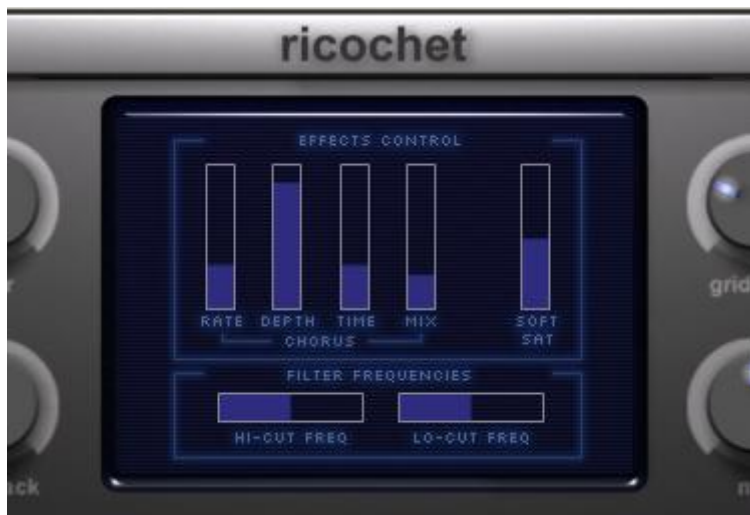 ricochet
EFFECTS CONTROL
RATE DEPTH TIME MIX SOFT
CHORUS SAT
FILTER FREQUENCIES
HI-CUT FREQ LO-CUT FREQ
grid